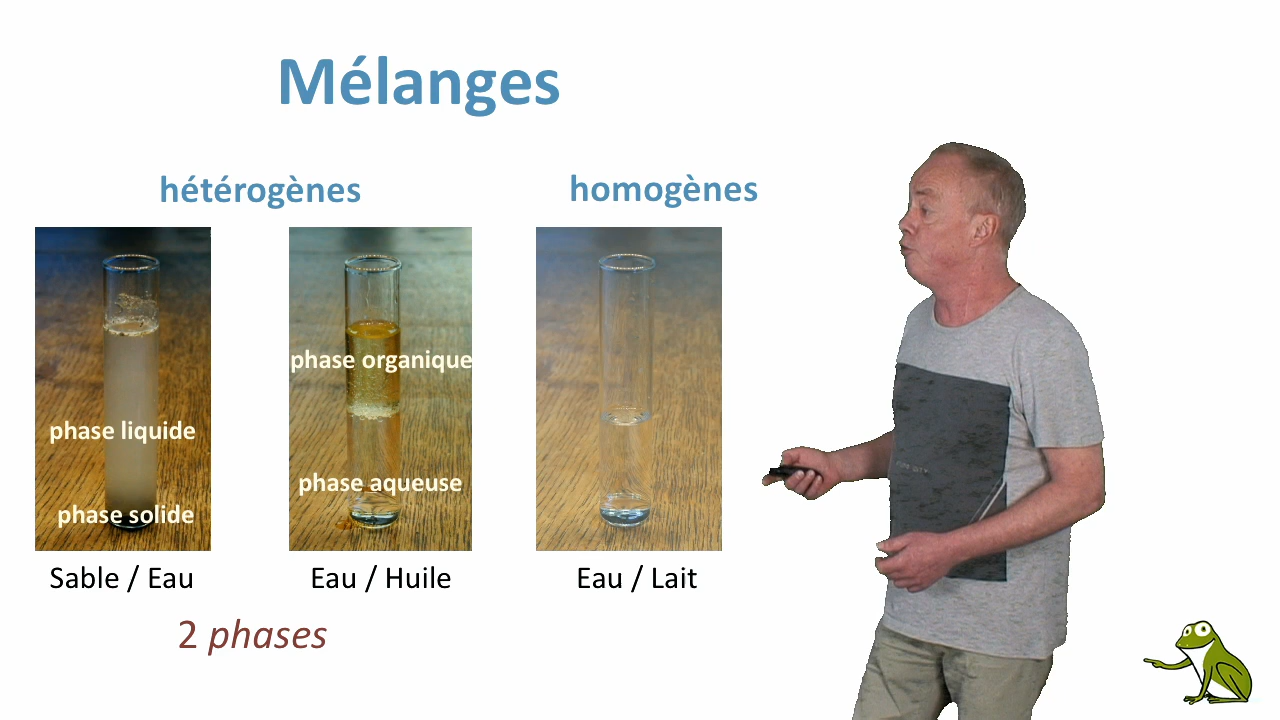 Mélanges
hétérogènes
homogènes
phase liquide
phase solide
phase organique
phase aqueuse
Sable / Eau
Eau / Huile
Eau / Lait
2 phases